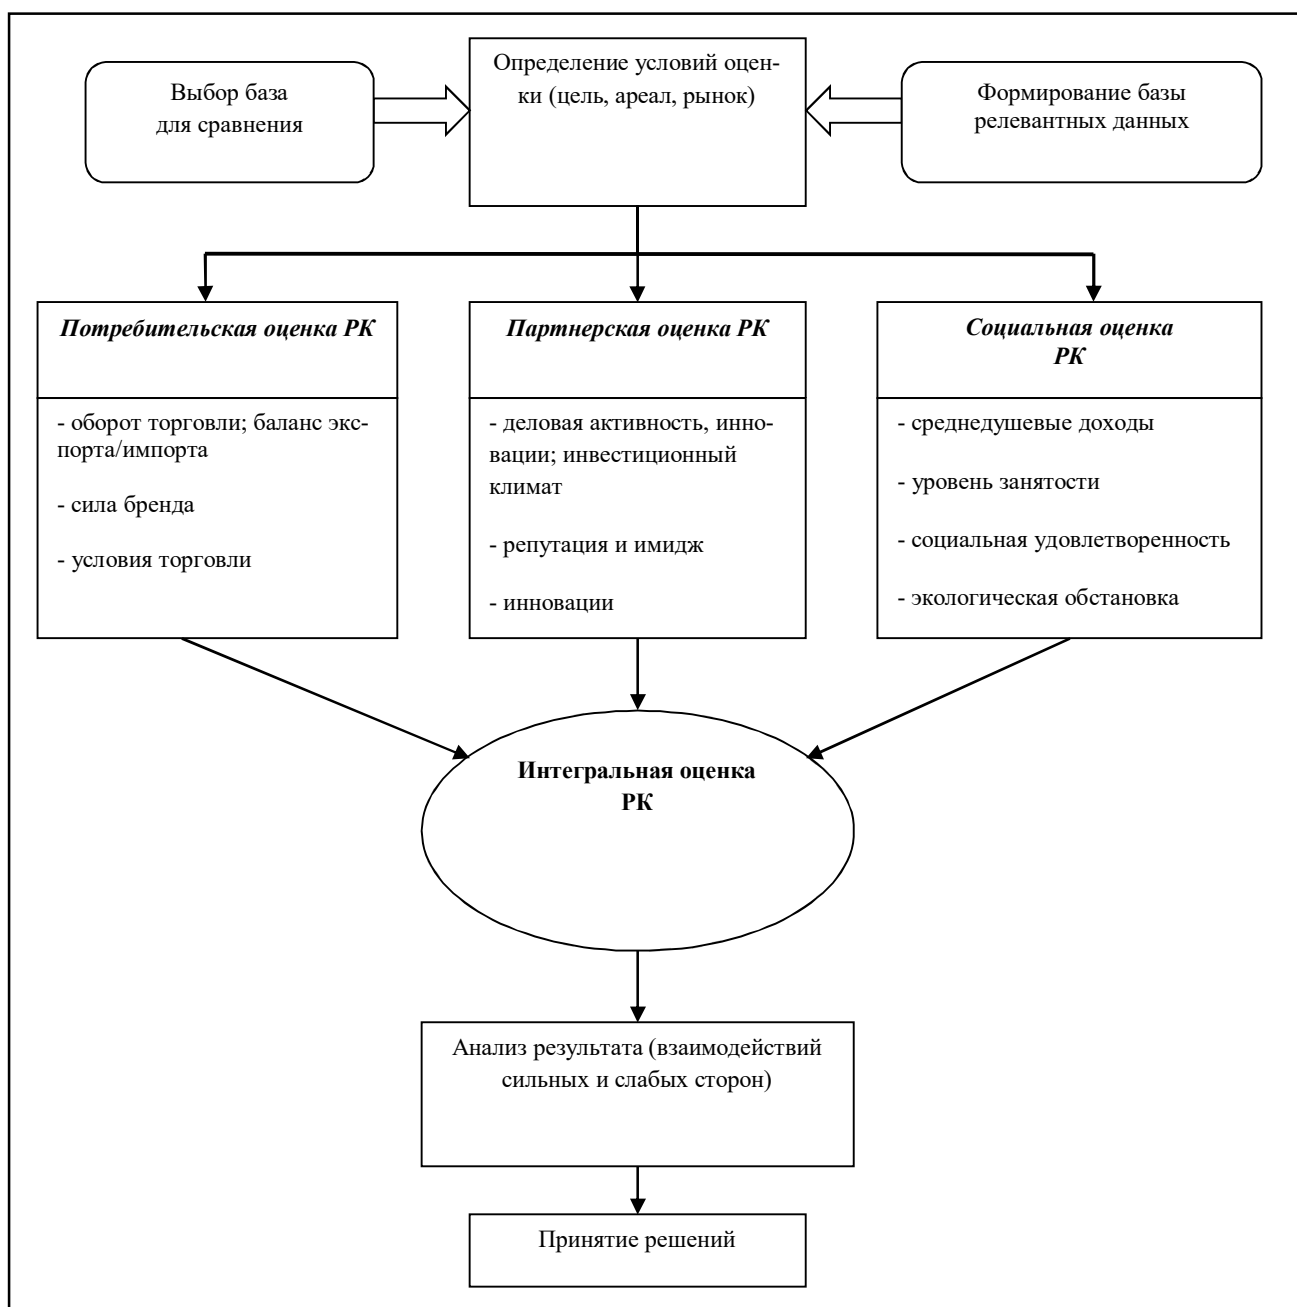 Выбор база
для сравнения
Определение условий оцен-
ки (цель, ареал, рынок)
Формирование базы
релевантных данных
Потребительская оценка РК
- оборот торговли; баланс экс-
порта/импорта
- сила бренда
- условия торговли
Партнерская оценка РК
- деловая активность, инно-
вации; инвестиционный
климат
- репутация и имидж
- инновации
Социальная оценка
РК
- среднедушевые доходы
- уровень занятости
- социальная удовлетворенность
- экологическая обстановка
Интегральная оценка
РК
Анализ результата (взаимодействий
сильных и слабых сторон)
Принятие решений